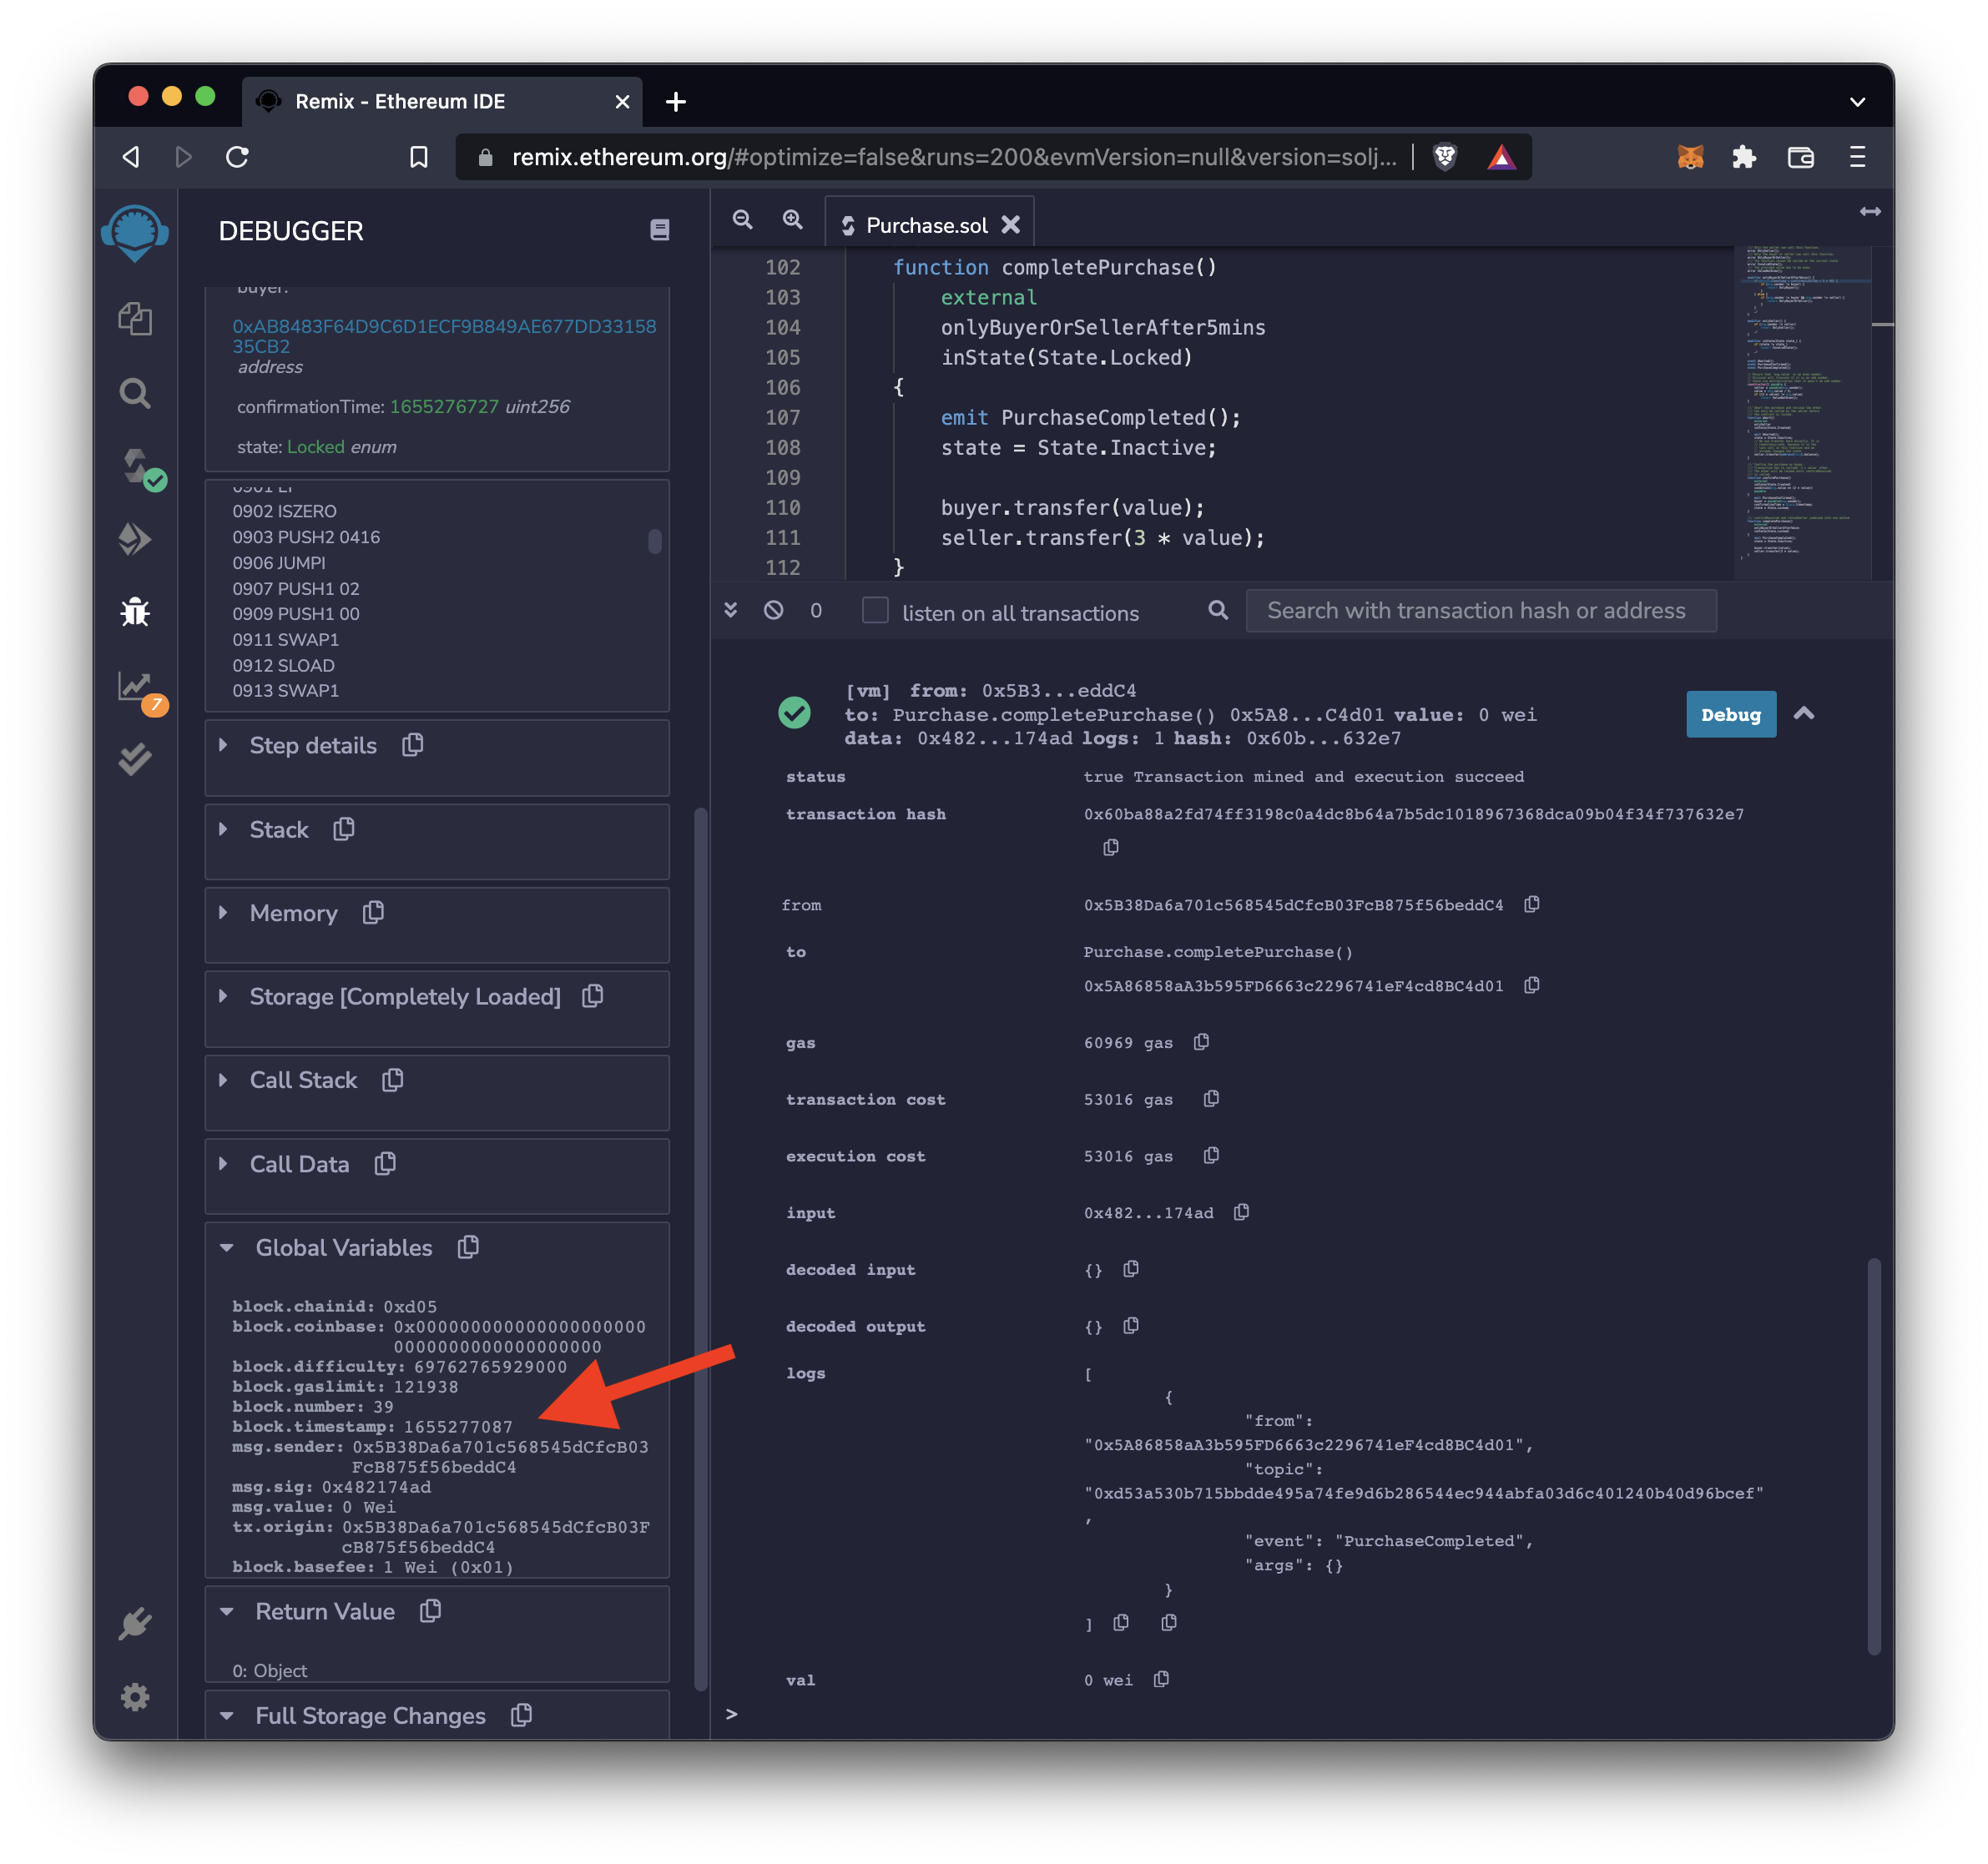 Remix - Ethereum IDE
remix.ethereum.org/#optimize=false&runs=200&evmVersion=null&version=solj...
DEBUGGER
buyer:
0xAB8483F64D9C6D1ECF9B849AE677DD33158
35CB2
address
confirmationTime: 1655276727 uint256
state: Locked enum
0902 ISZERO
0903 PUSH2 0416
0906 JUMPI
0907 PUSH1 02
0909 PUSH1 00
0911 SWAP1
0912 SLOAD
0913 SWAP1
Step details
Stack
Memory
Storage [Completely Loaded]
Call Stack
Call Data
Global Variables
block.chainid: 0xd05
block.coinbase: 0x000000000000000000000
0000000000000000000
block.difficulty: 69762765929000
block.gaslimit: 121938
block.number: 39
block.timestamp: 1655277087
msg.sender: 0x5B38Da6a701c568545dCfcB03
FcB875f56beddC4
msg.sig: 0x482174ad
msg.value: 0 Wei
tx.origin: 0x5B38Da6a701c568545dCfcB03F
cB875f56beddC4
block.basefee: 1 Wei (0x01)
Return Value
0: Object
Full Storage Changes
7
Purchase.sol
102 function completePurchase()
103 external
104 onlyBuyerOrSellerAfter5mins
105 inState(State.Locked)
106 {
107 emit PurchaseCompleted();
108 state = State.Inactive;
109
110 buyer.transfer(value);
111 seller.transfer(3 * value);
112 }
0 listen on all transactions Search with transaction hash or address
[vm] from: 0x5B3...eddC4
to: Purchase.completePurchase() 0x5A8...C4d01 value: 0 wei
data: 0x482...174ad logs: 1 hash: 0x60b...632e7
Debug
status true Transaction mined and execution succeed
transaction hash 0x60ba88a2fd74ff3198c0a4dc8b64a7b5dc1018967368dca09b04f34f737632e7
from 0x5B38Da6a701c568545dCfcB03FcB875f56beddC4
to Purchase.completePurchase()
0x5A86858aA3b595FD6663c2296741eF4cd8BC4d01
gas 60969 gas
transaction cost 53016 gas
execution cost 53016 gas
input 0x482...174ad
decoded input {}
decoded output {}
logs [
{
"from":
"0x5A86858aA3b595FD6663c2296741eF4cd8BC4d01",
"topic":
"0xd53a530b715bbdde495a74fe9d6b286544ec944abfa03d6c401240b40d96bcef"
,
"event": "PurchaseCompleted",
"args": {}
}
]
val 0 wei
>